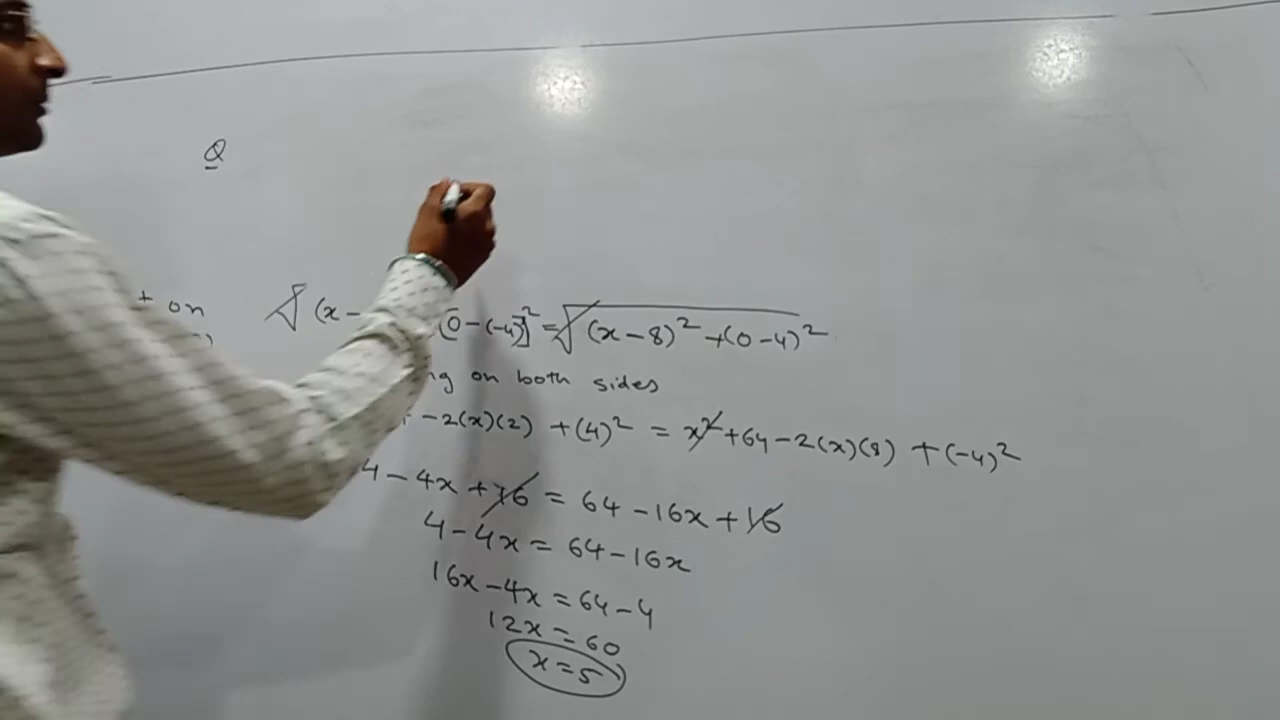 Q
on √(x- [0-(-4)]² = √(x-8)² +(0-4)²
on both sides
-2(x)(2) +(4)² = x² +64-2(x)(8) +(-4)²
4-4x+16 = 64-16x+16
4-4x = 64-16x
16x-4x = 64-4
12x = 60
x = 5